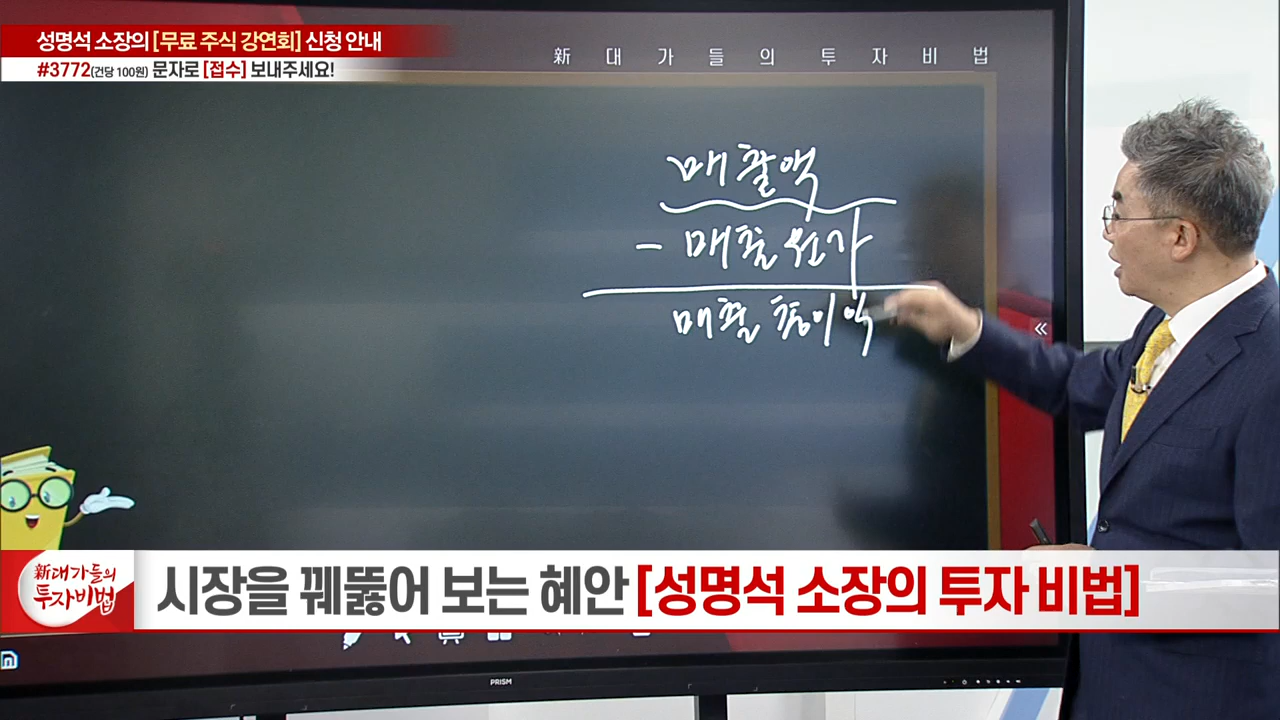 성명석 소장의 [무료 주식 강연회] 신청 안내
#3772(건당 100원) 문자로 [접수] 보내주세요!
新 대 가 들 의 투 자 비 법
매출액
- 매출원가
매출총이익
«
新대가들의
투자비법
시장을 꿰뚫어 보는 혜안 [성명석 소장의 투자 비법]
PRISM